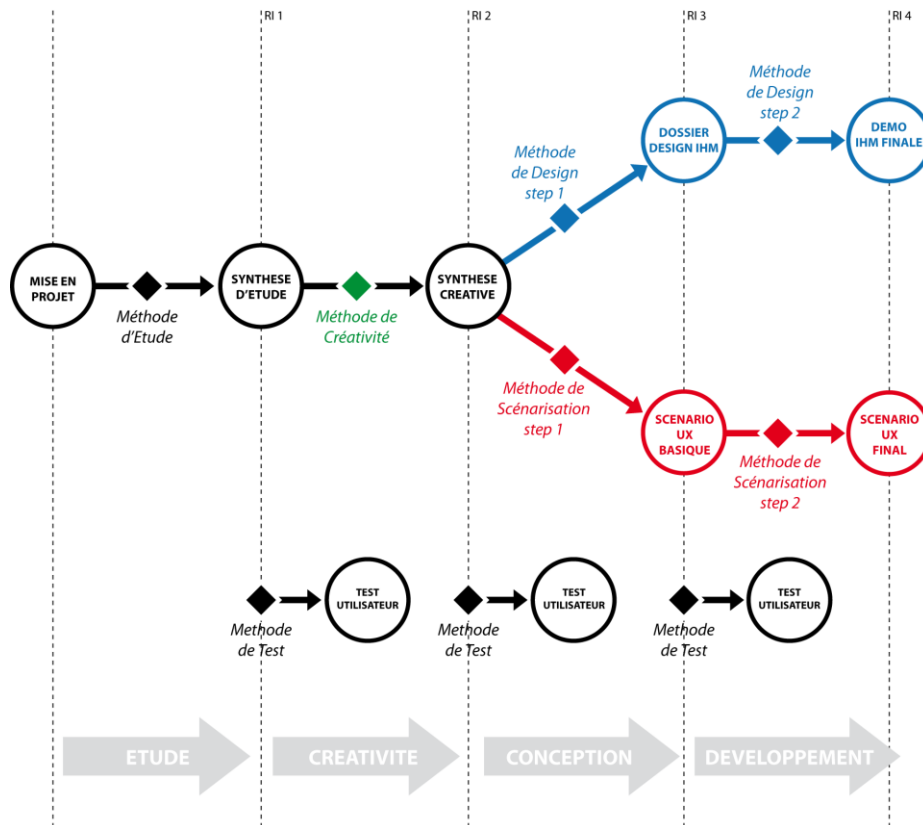 RI 1
RI 2
RI 3
RI 4
Méthode
de Design
step 2
DOSSIER
DESIGN IHM
DEMO
IHM FINALE
Méthode
de Design
step 1
MISE EN
PROJET
SYNTHESE
D'ETUDE
SYNTHESE
CREATIVE
Méthode
d'Etude
Méthode de
Créativité
Méthode de
Scénarisation
step 1
SCENARIO
UX
BASIQUE
SCENARIO
UX
FINAL
Méthode de
Scénarisation
step 2
TEST
UTILISATEUR
TEST
UTILISATEUR
TEST
UTILISATEUR
Methode
de Test
Methode
de Test
Methode
de Test
ETUDE
CREATIVITE
CONCEPTION
DEVELOPPEMENT